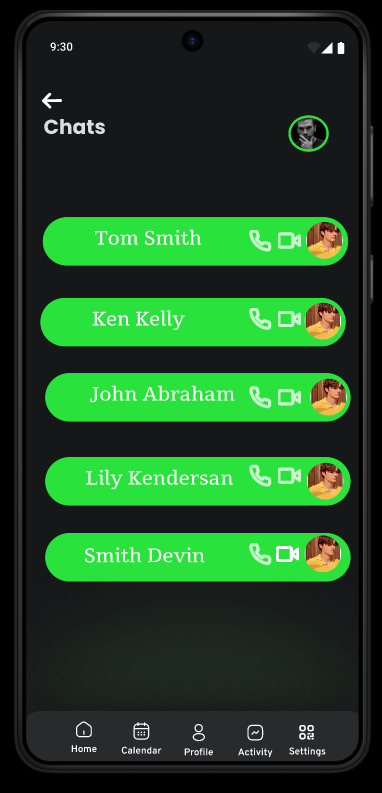 9:30
Chats
Tom Smith
Ken Kelly
John Abraham
Lily Kendersan
Smith Devin
Home Calendar Profile Activity Settings